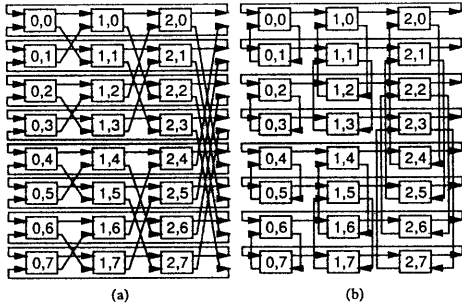 0,0 1,0 2,0 0,0 1,0 2,0
0,1 1,1 2,1 0,1 1,1 2,1
0,2 1,2 2,2 0,2 1,2 2,2
0,3 1,3 2,3 0,3 1,3 2,3
0,4 1,4 2,4 0,4 1,4 2,4
0,5 1,5 2,5 0,5 1,5 2,5
0,6 1,6 2,6 0,6 1,6 2,6
0,7 1,7 2,7 0,7 1,7 2,7
(a) (b)